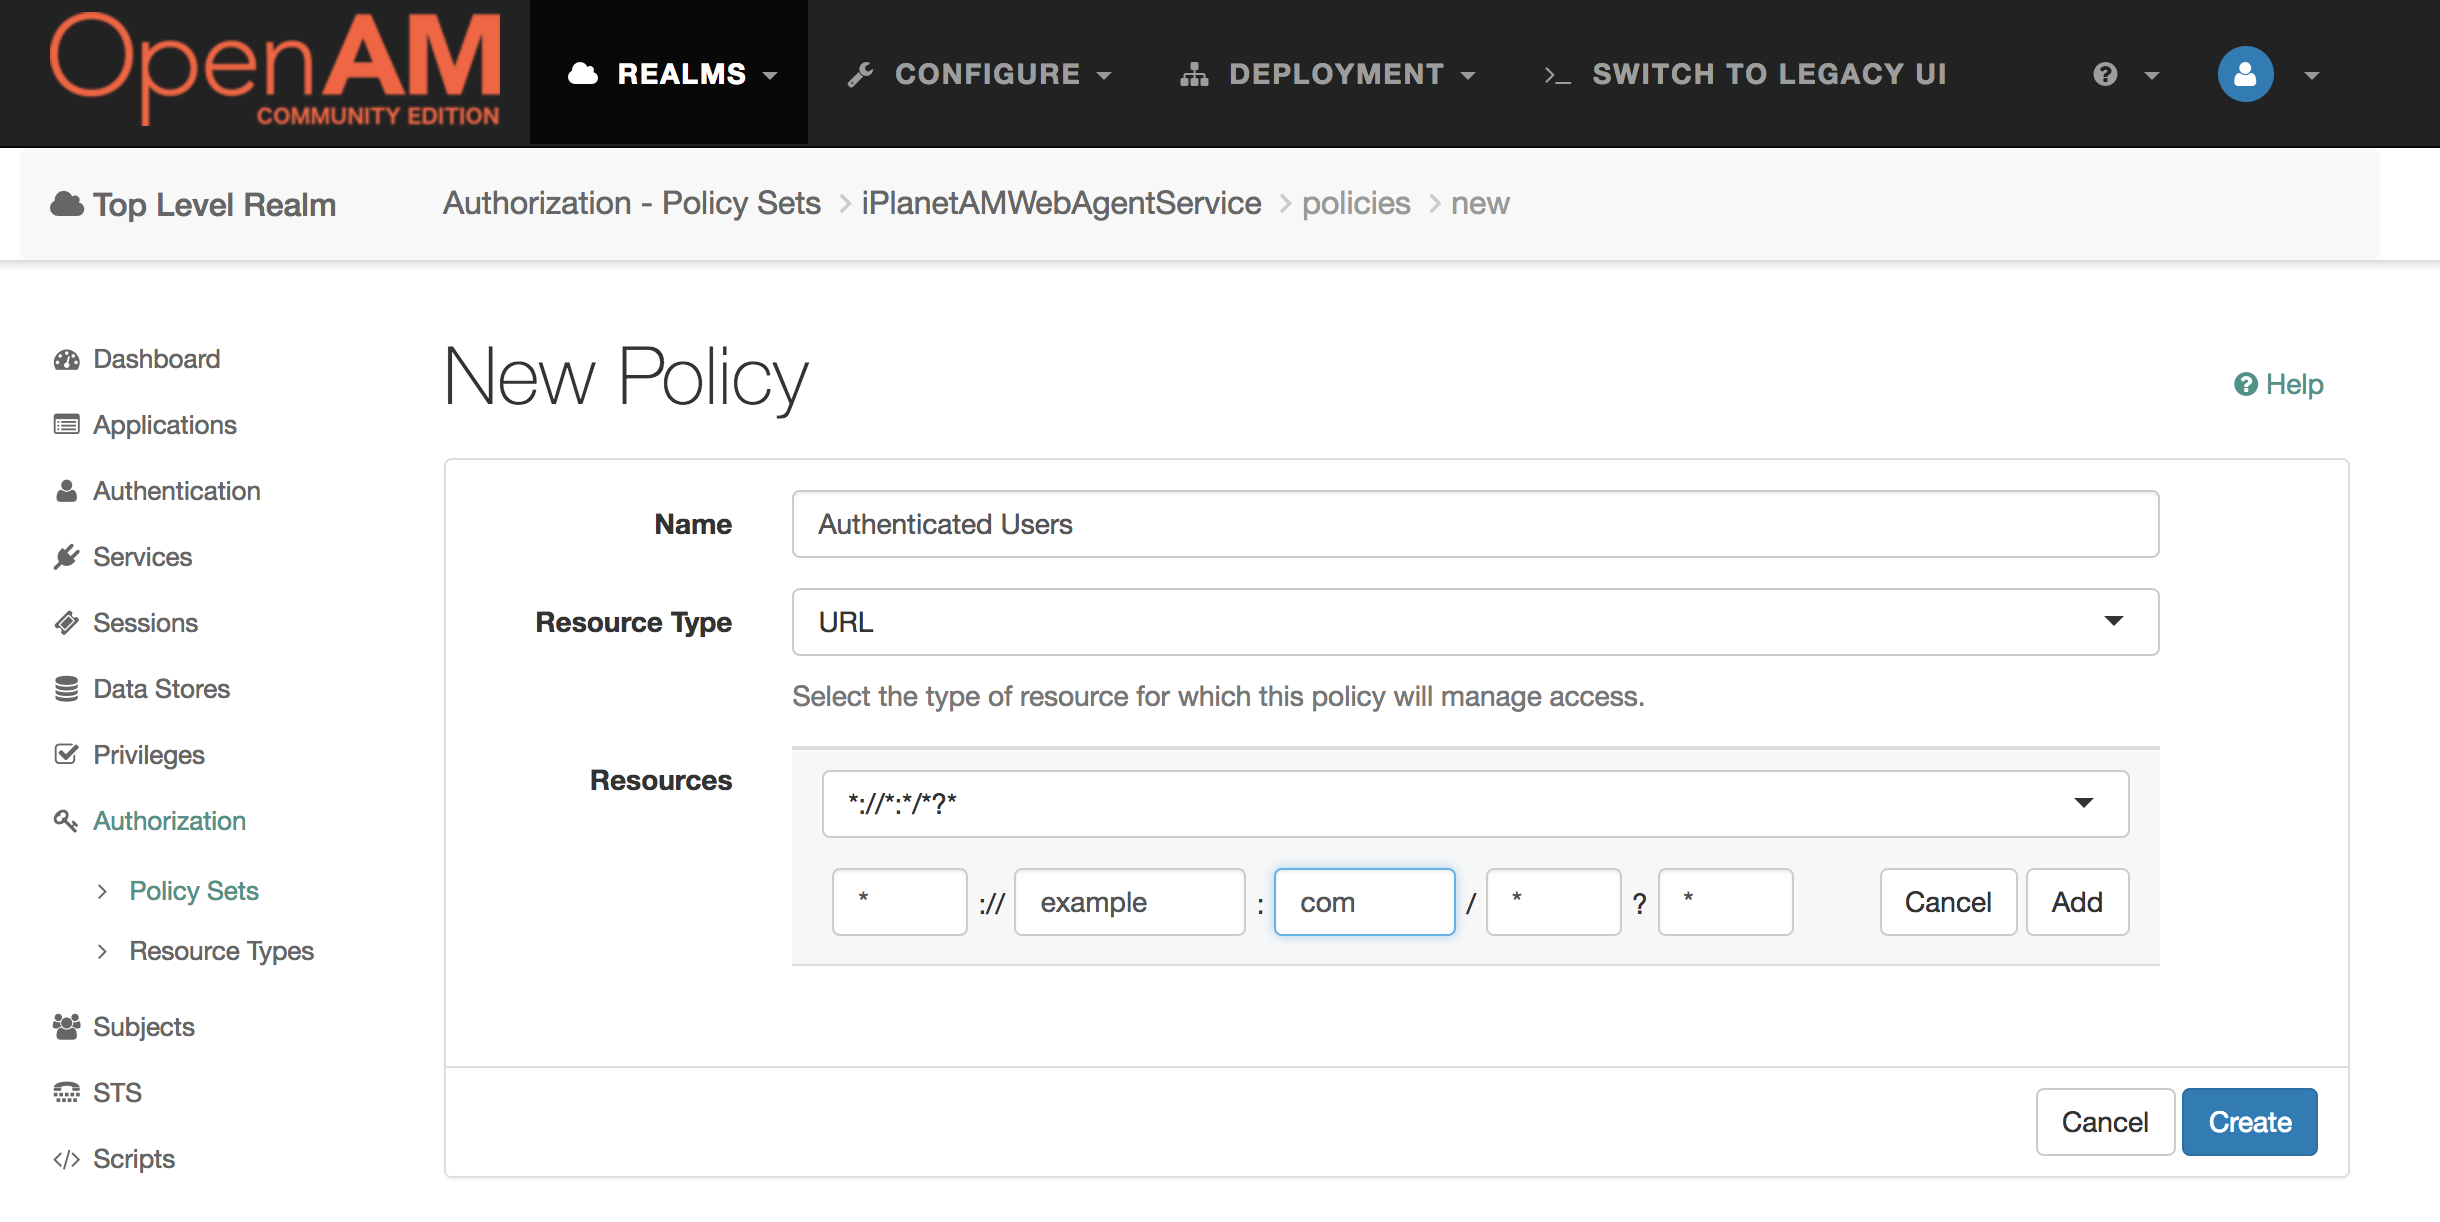 OpenAM
COMMUNITY EDITION
REALMS
CONFIGURE
DEPLOYMENT
SWITCH TO LEGACY UI
Top Level Realm
Authorization - Policy Sets
iPlanetAMWebAgentService
policies
new
Dashboard
Applications
Authentication
Services
Sessions
Data Stores
Privileges
Authorization
Policy Sets
Resource Types
Subjects
STS
Scripts
New Policy
Help
Name
Authenticated Users
Resource Type
URL
Select the type of resource for which this policy will manage access.
Resources
*://*:*/*?*
* :// example : com / * ? *
Cancel
Add
Cancel
Create